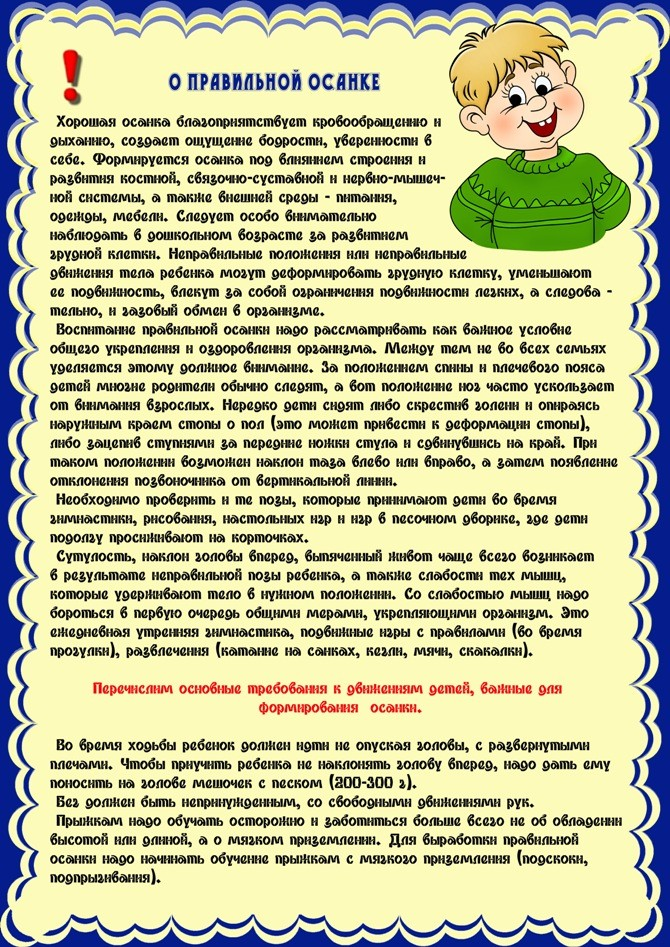 О ПРАВИЛЬНОЙ ОСАНКЕ
Хорошая осанка благоприятствует кровообращению и
дыханию, создает ощущение бодрости, уверенности в
себе. Формируется осанка под влиянием строения и
развития костной, связочно-суставной и нервно-мышеч-
ной системы, а также внешней среды - питания,
одежды, мебели. Следует особо внимательно
наблюдать в дошкольном возрасте за развитием
грудной клетки. Неправильные положения или неправильные
движения тела ребенка могут деформировать грудную клетку, уменьшают
ее подвижность, влекут за собой ограничения подвижности легких, а следова -
тельно, и газовый обмен в организме.
Воспитание правильной осанки надо рассматривать как важное условие
общего укрепления и оздоровления организма. Между тем не во всех семьях
уделяется этому должное внимание. За положением спины и плечевого пояса
детей многие родители обычно следят, а вот положение ног часто ускользает
от внимания взрослых. Нередко дети сидят либо скрестив голени и опираясь
наружным краем стопы о пол (это может привести к деформации стопы),
либо зацепив ступнями за передние ножки стула и сдвинувшись на край. При
таком положении возможен наклон таза влево или вправо, а затем появление
отклонения позвоночника от вертикальной линии.
Необходимо проверить и те позы, которые принимают дети во время
гимнастики, рисования, настольных игр и игр в песочном дворике, где дети
подолгу просиживают на корточках.
Сутулость, наклон головы вперед, выпяченный живот чаще всего возникает
в результате неправильной позы ребенка, а также слабости тех мышц,
которые удерживают тело в нужном положении. Со слабостью мышц надо
бороться в первую очередь общими мерами, укрепляющими организм. Это
ежедневная утренняя гимнастика, подвижные игры с правилами (во время
прогулки), развлечения (катание на санках, кегли, мячи, скакалки).
Перечислим основные требования к движениям детей, важные для
формирования осанки.
Во время ходьбы ребенок должен идти не опуская головы, с развернутыми
плечами. Чтобы приучить ребенка не наклонять голову вперед, надо дать ему
поносить на голове мешочек с песком (200-300 г).
Бег должен быть непринужденным, со свободными движениями рук.
Прыжкам надо обучать осторожно и заботиться больше всего не об овладении
высотой или длиной, а о мягком приземлении. Для выработки правильной
осанки надо начинать обучение прыжкам с мягкого приземления (подскоки,
подпрыгивания).